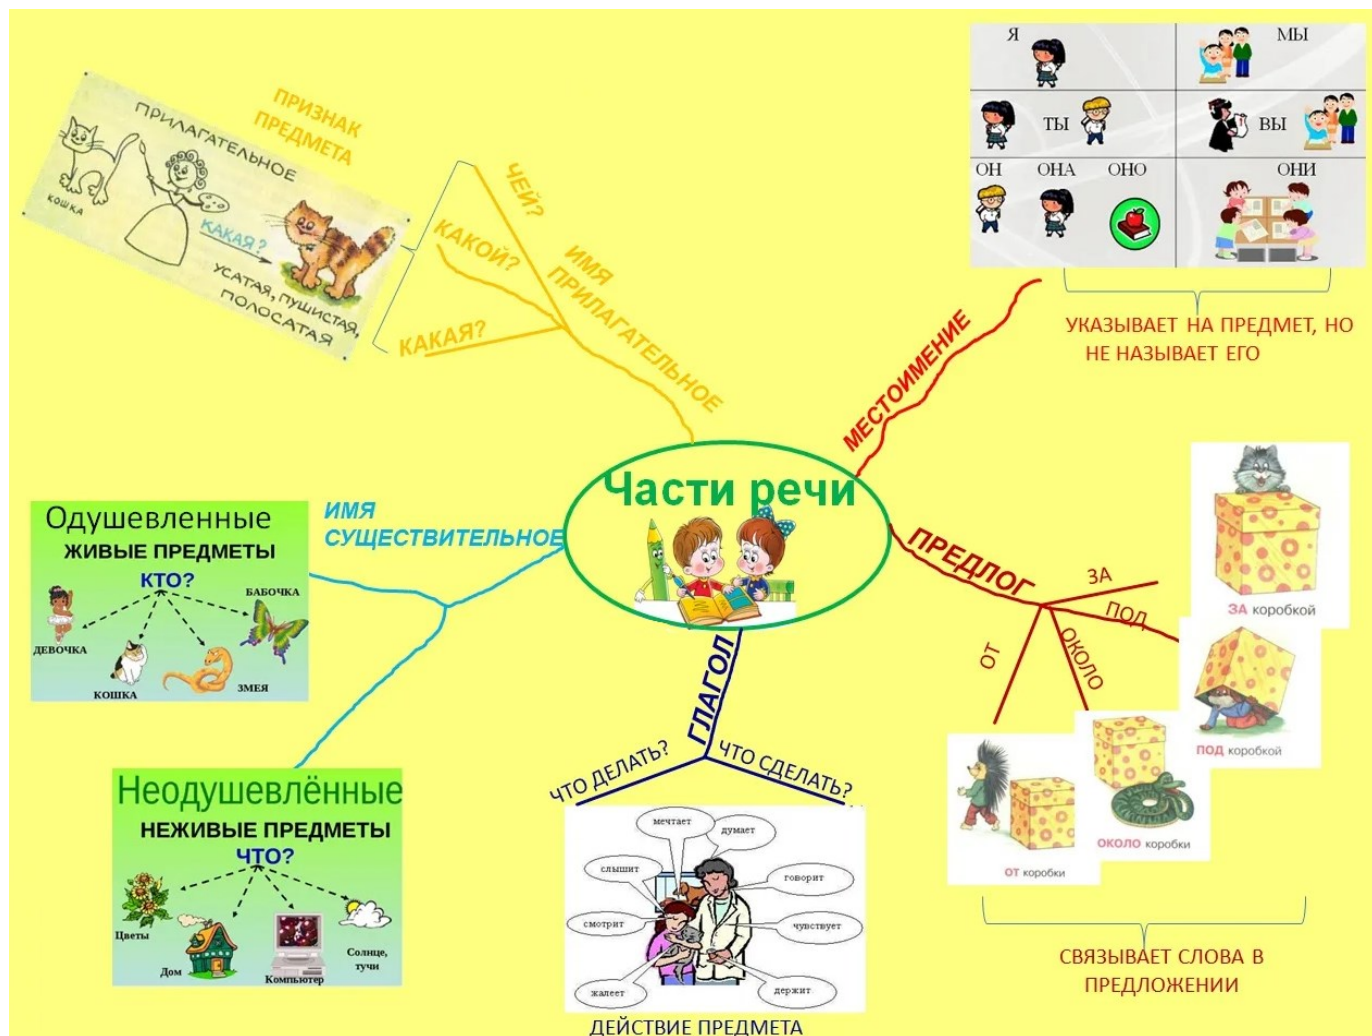 Части речи
ПРИЗНАК
ПРЕДМЕТА
ПРИЛАГАТЕЛЬНОЕ
КОШКА
КАКАЯ?
УСАТАЯ, ПУШИСТАЯ,
ПОЛОСАТАЯ
ЧЕЙ?
КАКОЙ?
КАКАЯ?
ИМЯ
ПРИЛАГАТЕЛЬНОЕ
Я
МЫ
ТЫ
ВЫ
ОН ОНА ОНО
ОНИ
МЕСТОИМЕНИЕ
УКАЗЫВАЕТ НА ПРЕДМЕТ, НО
НЕ НАЗЫВАЕТ ЕГО
ИМЯ
СУЩЕСТВИТЕЛЬНОЕ
Одушевленные
ЖИВЫЕ ПРЕДМЕТЫ
КТО?
БАБОЧКА
ДЕВОЧКА
КОШКА
ЗМЕЯ
Неодушевлённые
НЕЖИВЫЕ ПРЕДМЕТЫ
ЧТО?
Цветы
Дом
Компьютер
Солнце,
тучи
ГЛАГОЛ
ЧТО ДЕЛАТЬ?
ЧТО СДЕЛАТЬ?
мечтает
думает
слышит
говорит
смотрит
чувствует
жалеет
держит
ДЕЙСТВИЕ ПРЕДМЕТА
ПРЕДЛОГ
ЗА
ПОД
ОКОЛО
ОТ
ЗА коробкой
ПОД коробкой
ОКОЛО коробки
ОТ коробки
СВЯЗЫВАЕТ СЛОВА В
ПРЕДЛОЖЕНИИ